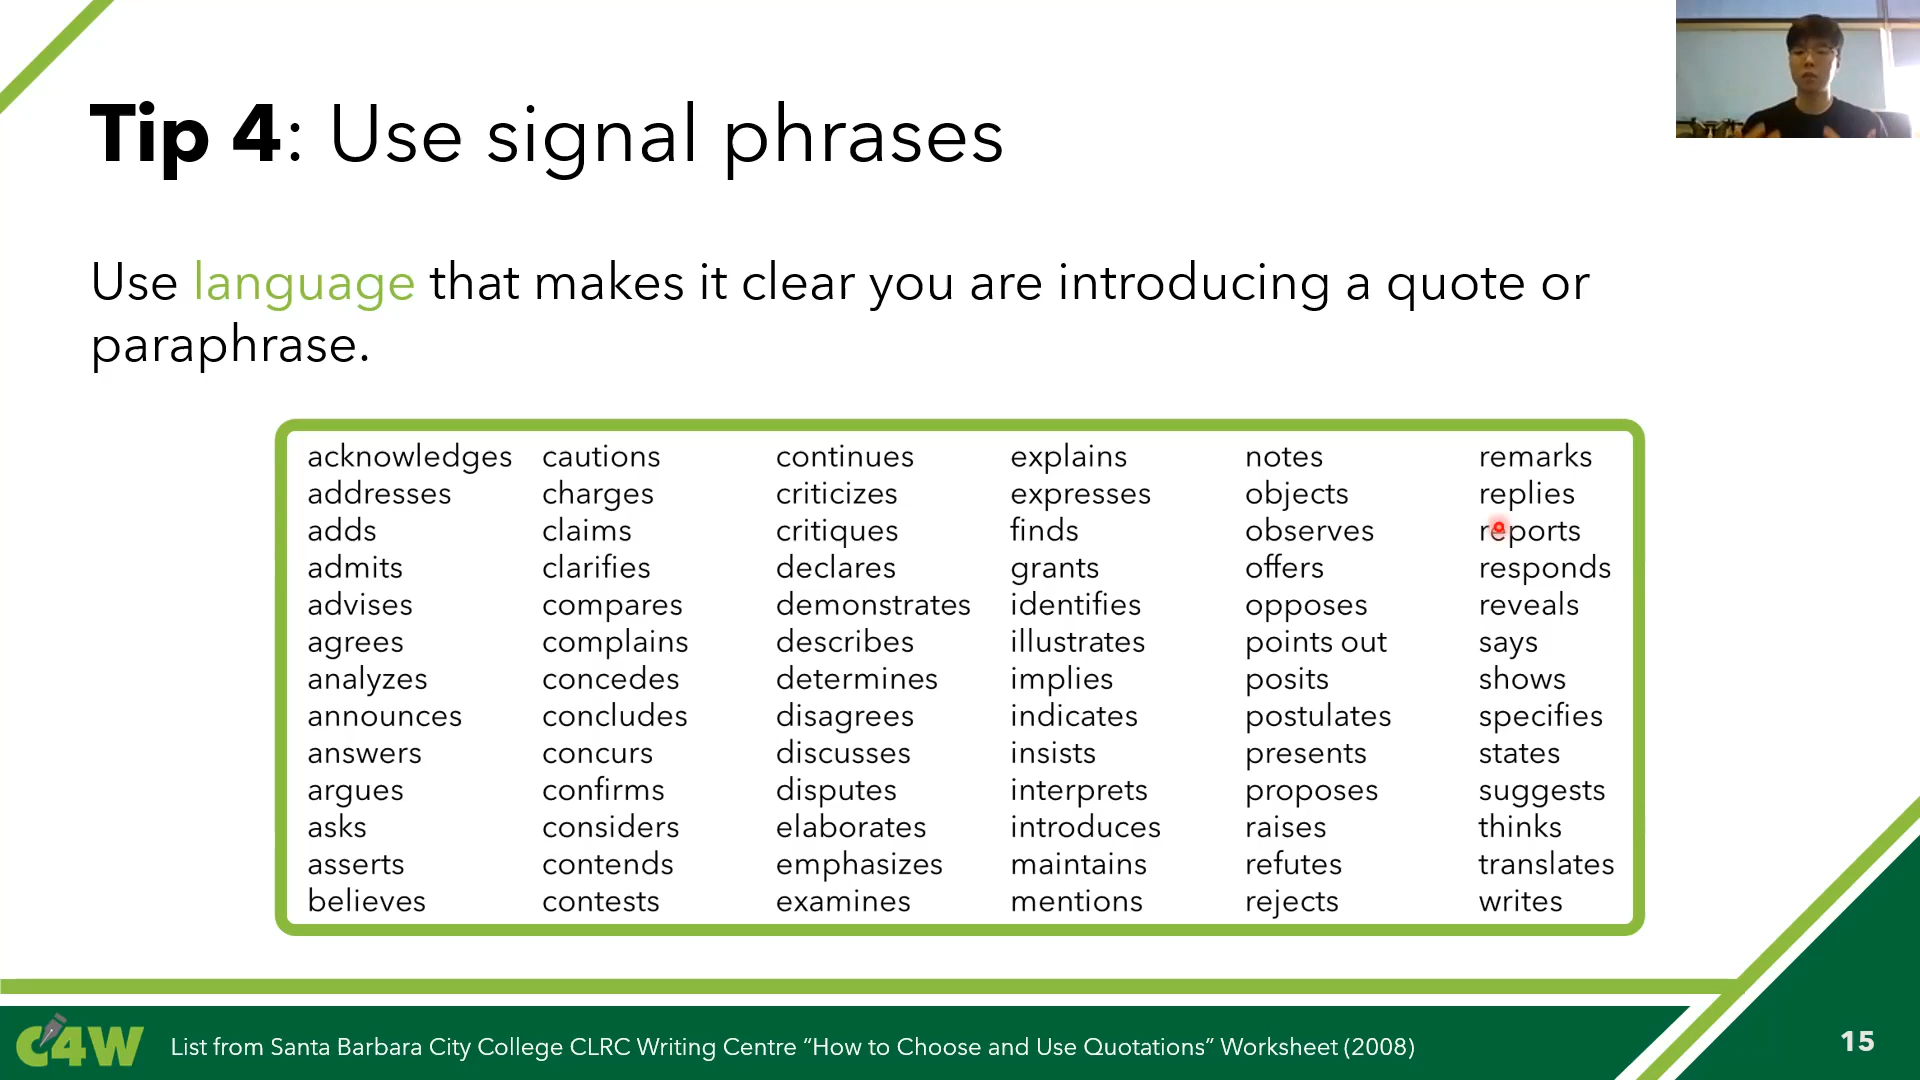 Tip 4: Use signal phrases
Use language that makes it clear you are introducing a quote or
paraphrase.
acknowledges cautions continues explains notes remarks
addresses charges criticizes expresses objects replies
adds claims critiques finds observes reports
admits clarifies declares grants offers responds
advises compares demonstrates identifies opposes reveals
agrees complains describes illustrates points out says
analyzes concedes determines implies posits shows
announces concludes disagrees indicates postulates specifies
answers concurs discusses insists presents states
argues confirms disputes interprets proposes suggests
asks considers elaborates introduces raises thinks
asserts contends emphasizes maintains refutes translates
believes contests examines mentions rejects writes
C4W
List from Santa Barbara City College CLRC Writing Centre “How to Choose and Use Quotations” Worksheet (2008)
15